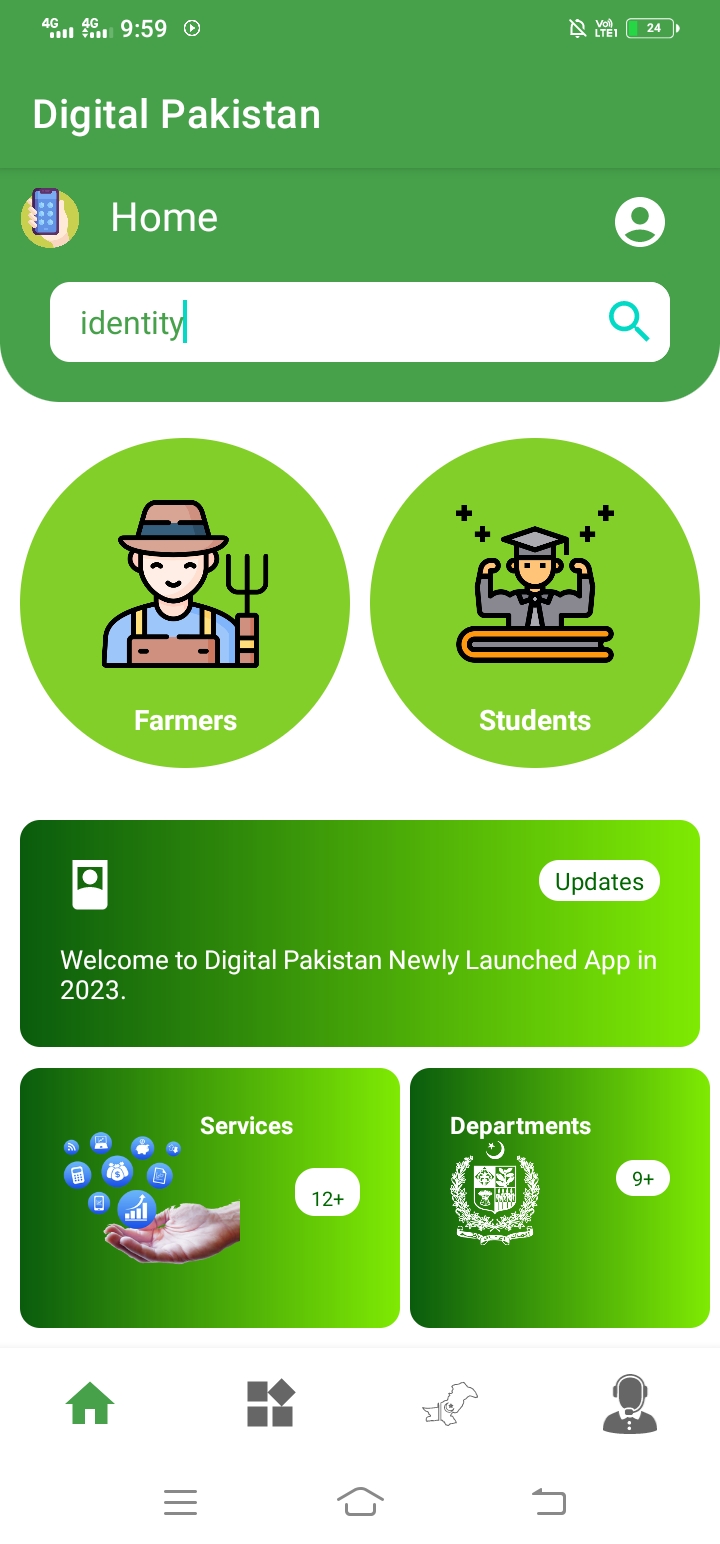 4G 4G 9:59 Vo) LTE1 24
Digital Pakistan
Home
identity
Farmers
Students
Updates
Welcome to Digital Pakistan Newly Launched App in
2023.
Services
12+
Departments
9+